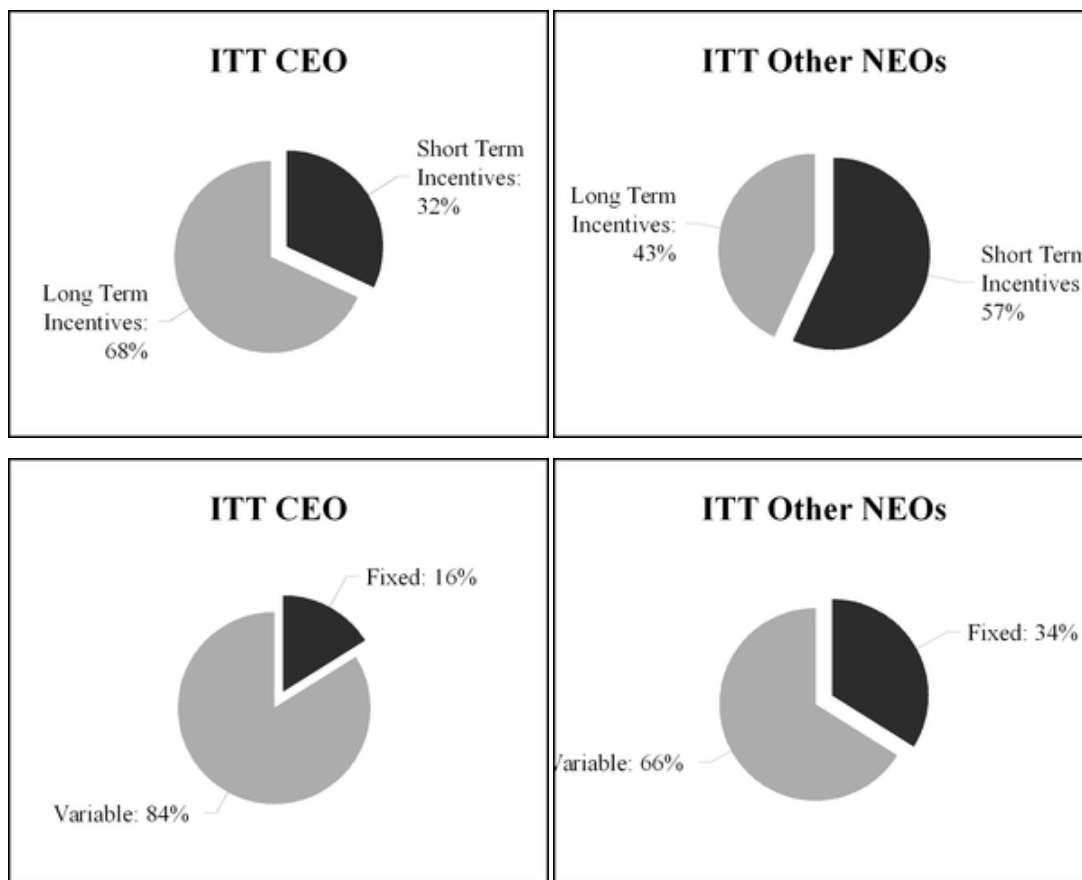 ITT CEO
Short Term
Incentives:
32%
Long Term
Incentives:
68%
ITT Other NEOs
Long Term
Incentives:
43%
Short Term
Incentives
57%
ITT CEO
Fixed: 16%
Variable: 84%
ITT Other NEOs
Fixed: 34%
Variable: 66%